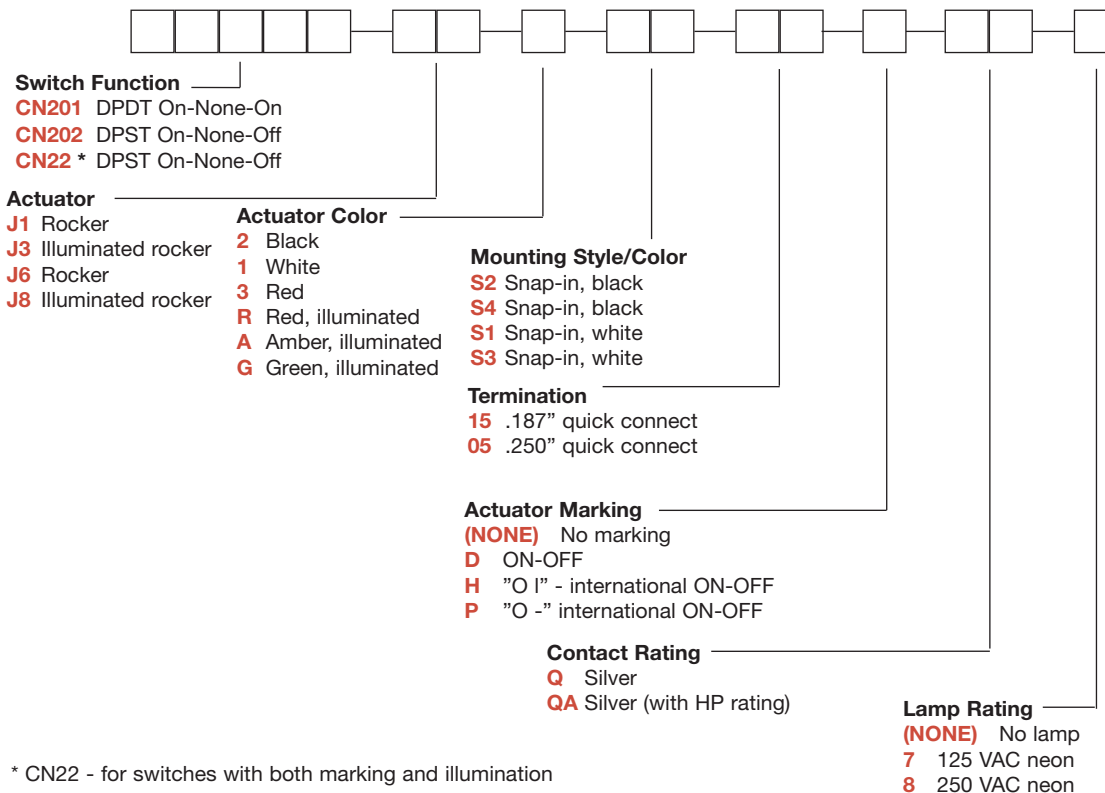 Switch Function
CN201 DPDT On-None-On
CN202 DPST On-None-Off
CN22 * DPST On-None-Off
Actuator
J1 Rocker
J3 Illuminated rocker
J6 Rocker
J8 Illuminated rocker
Actuator Color
2 Black
1 White
3 Red
R Red, illuminated
A Amber, illuminated
G Green, illuminated
Mounting Style/Color
S2 Snap-in, black
S4 Snap-in, black
S1 Snap-in, white
S3 Snap-in, white
Termination
15 .187” quick connect
05 .250” quick connect
Actuator Marking
(NONE) No marking
D ON-OFF
H ”O I” - international ON-OFF
P ”O -” international ON-OFF
Contact Rating
Q Silver
QA Silver (with HP rating)
Lamp Rating
(NONE) No lamp
7 125 VAC neon
8 250 VAC neon
* CN22 - for switches with both marking and illumination